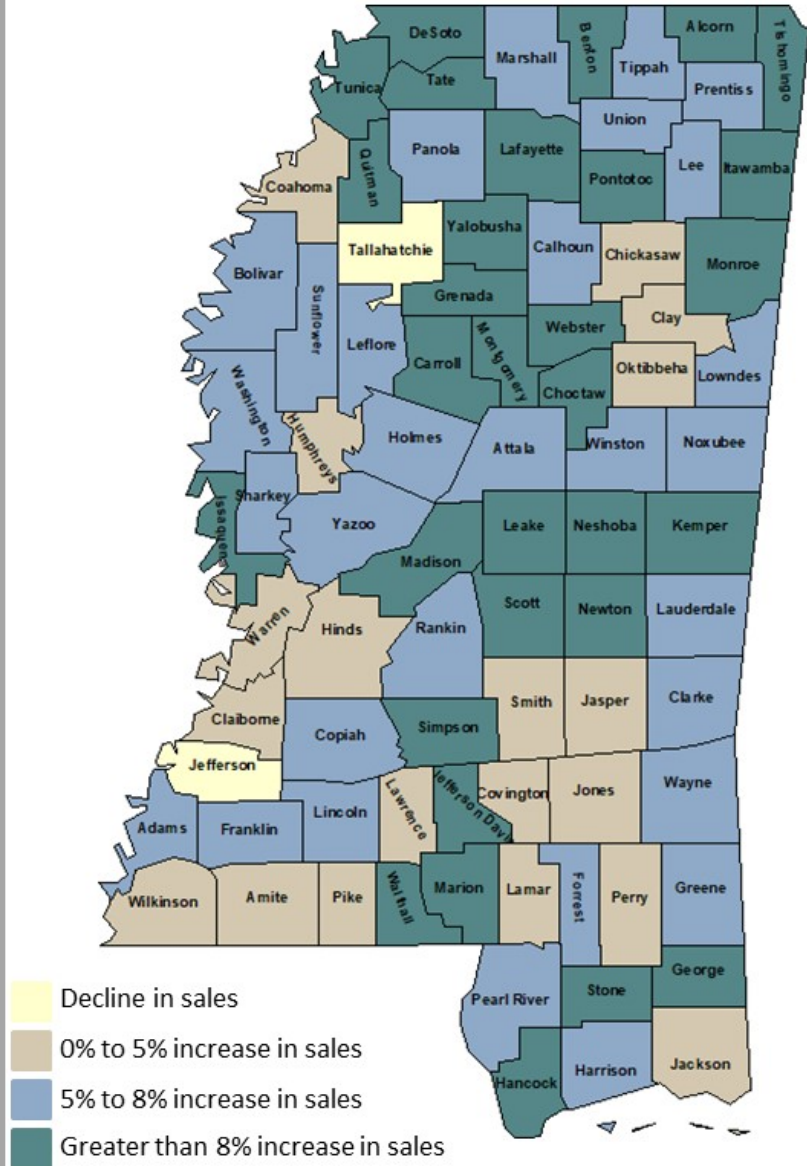 DeSoto
Marshall
Benton
Tippah
Alcorn
Tishomingo
Tunica
Tate
Prentiss
Union
Panola
Lafayette
Lee
Quitman
Pontotoc
Itawamba
Coahoma
Tallahatchie
Yalobusha
Calhoun
Chickasaw
Monroe
Bolivar
Sunflower
Grenada
Clay
Leflore
Webster
Carroll
Montgomery
Oktibbeha
Lowndes
Choctaw
Washington
Humphreys
Holmes
Attala
Winston
Noxubee
Sharkey
Issaquena
Yazoo
Leake
Neshoba
Kemper
Madison
Scott
Newton
Lauderdale
Warren
Hinds
Rankin
Smith
Jasper
Clarke
Claiborne
Copiah
Simpson
Jefferson
Lawrence
Jefferson Davis
Covington
Jones
Wayne
Adams
Franklin
Lincoln
Wilkinson
Amite
Pike
Walthall
Marion
Lamar
Forrest
Perry
Greene
George
Pearl River
Stone
Hancock
Harrison
Jackson
Decline in sales
0% to 5% increase in sales
5% to 8% increase in sales
Greater than 8% increase in sales